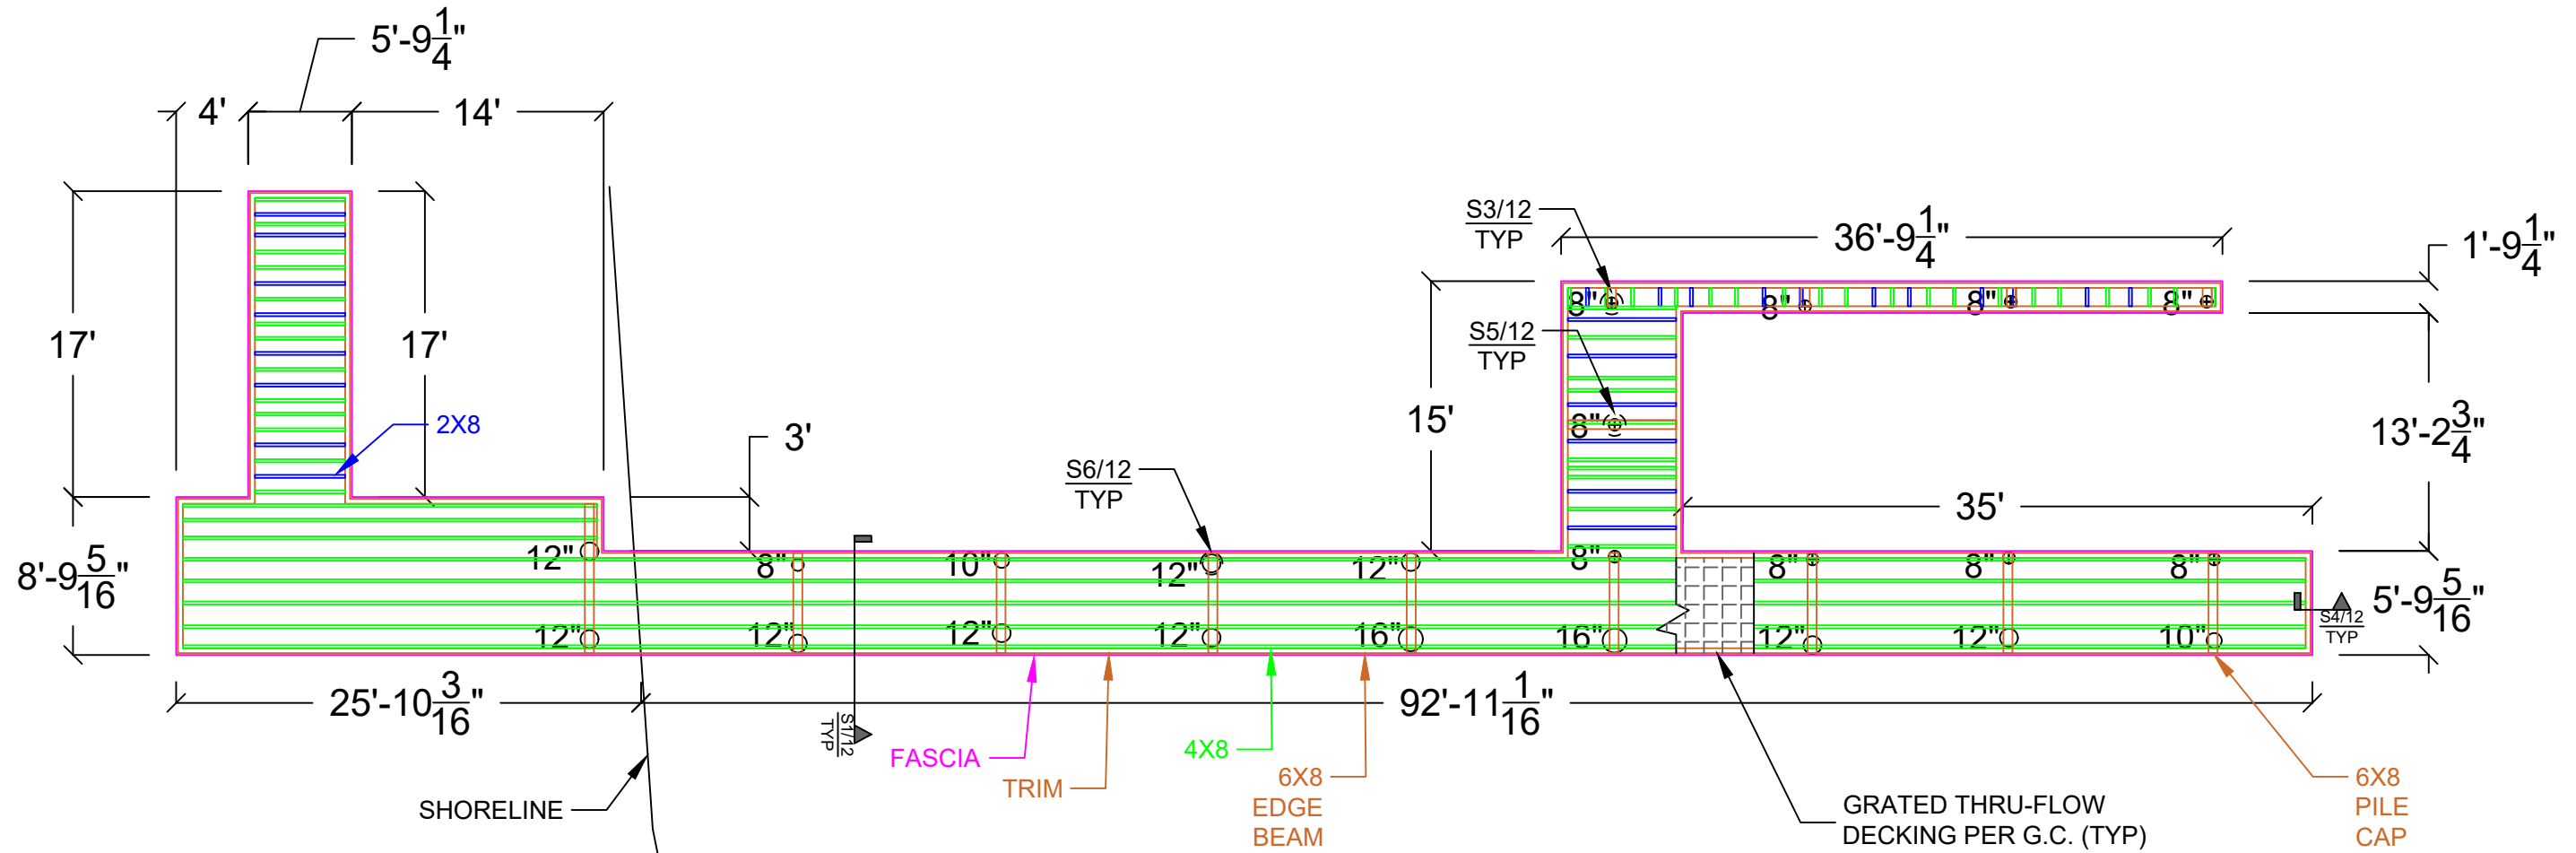 5'-9 1/4"
4'
14'
17'
17'
2X8
8'-9 5/16"
3'
S6/12
TYP
S3/12
TYP
S5/12
TYP
15'
36'-9 1/4"
1'-9 1/4"
13'-2 3/4"
35'
5'-9 5/16"
S4/12
TYP
8" 8" 8" 8"
8"
12" 8" 10" 12" 12" 8" 8" 8" 8"
12" 12" 12" 12" 16" 16" 12" 12" 10"
25'-10 3/16"
92'-11 1/16"
S1/12
TYP
FASCIA
TRIM
4X8
6X8
EDGE
BEAM
SHORELINE
GRATED THRU-FLOW
DECKING PER G.C. (TYP)
6X8
PILE
CAP